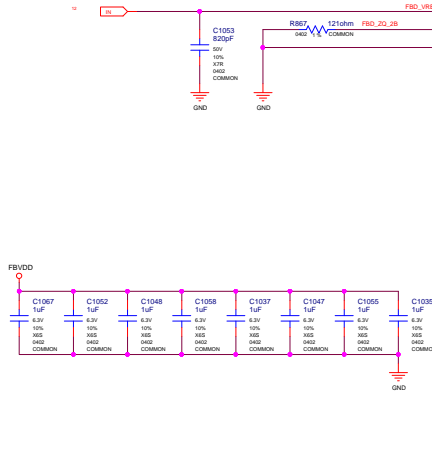 12
IN
FBD_VRE
C1053
820pF
50V
10%
X7R
0402
COMMON
GND
R867
121ohm
FBD_ZQ_2B
0402
1 %
COMMON
GND
FBVDD
C1067
1uF
6.3V
10%
X6S
0402
COMMON
C1052
1uF
6.3V
10%
X6S
0402
COMMON
C1048
1uF
6.3V
10%
X6S
0402
COMMON
C1058
1uF
6.3V
10%
X6S
0402
COMMON
C1037
1uF
6.3V
10%
X6S
0402
COMMON
C1047
1uF
6.3V
10%
X6S
0402
COMMON
C1055
1uF
6.3V
10%
X6S
0402
COMMON
C1035
1uF
6.3V
10%
X6S
0402
COMMO
GND